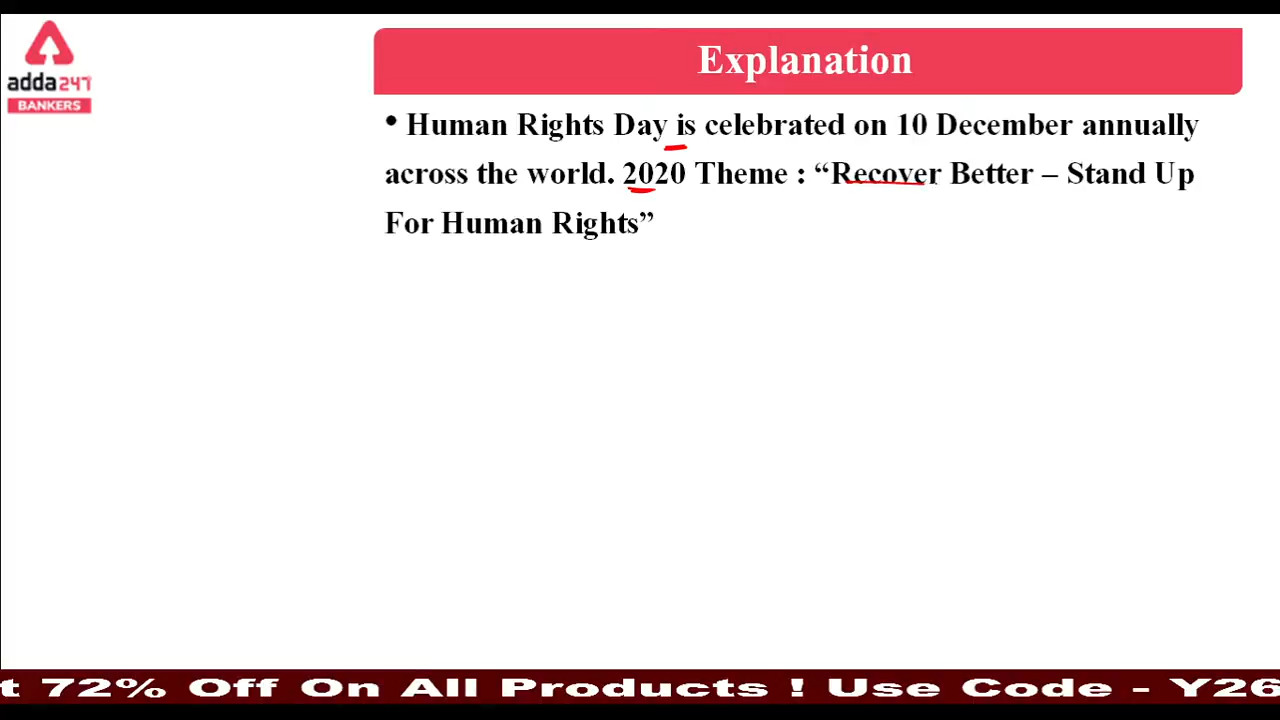 adda247
BANKERS
Explanation
• Human Rights Day is celebrated on 10 December annually
across the world. 2020 Theme : “Recover Better – Stand Up
For Human Rights”
t 72% Off On All Products ! Use Code - Y26